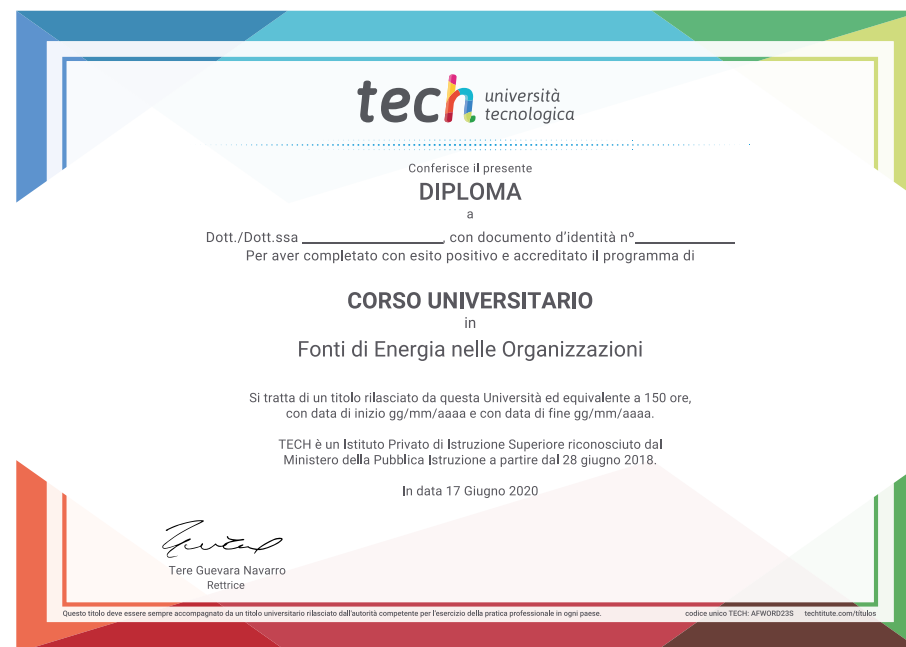 tech università
tecnologica
Conferisce il presente
DIPLOMA
a
Dott./Dott.ssa ____________________, con documento d'identità nº______________
Per aver completato con esito positivo e accreditato il programma di
CORSO UNIVERSITARIO
in
Fonti di Energia nelle Organizzazioni
Si tratta di un titolo rilasciato da questa Università ed equivalente a 150 ore,
con data di inizio gg/mm/aaaa e con data di fine gg/mm/aaaa.
TECH è un Istituto Privato di Istruzione Superiore riconosciuto dal
Ministero della Pubblica Istruzione a partire dal 28 giugno 2018.
In data 17 Giugno 2020
Tere Guevara Navarro
Rettrice
Questo titolo deve essere sempre accompagnato da un titolo universitario rilasciato dall'autorità competente per l'esercizio della pratica professionale in ogni paese.
codice unico TECH: AFWORD23S techtitute.com/títulos